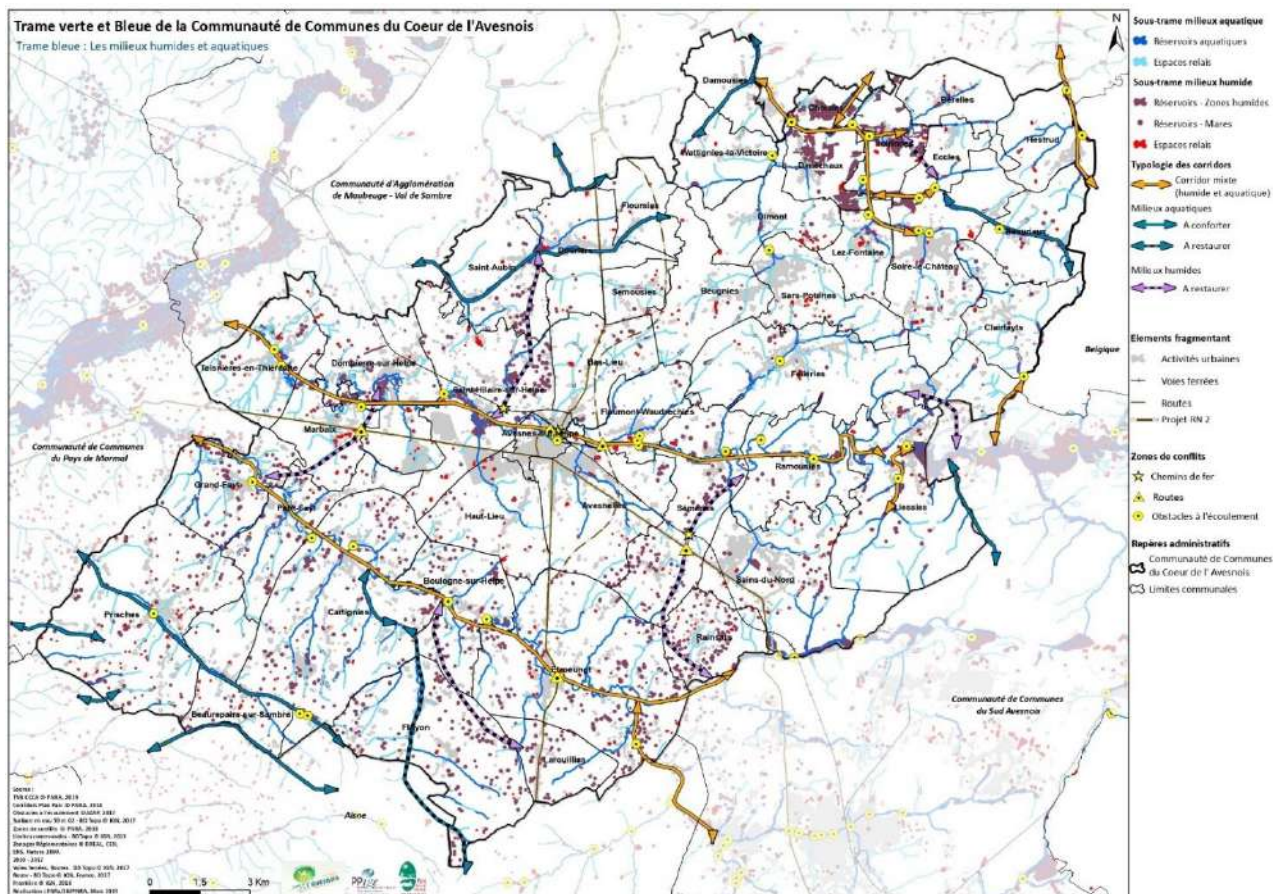 Trame verte et Bleue de la Communauté de Communes du Coeur de l'Avesnois
Trame bleue : Les milieux humides et aquatiques
N
Damousies
Choisies
Bérelles
Hestrud
Wattignies-la-Victoire
Dimechaux
Eccles
Communauté d'Agglomération
de Maubeuge - Val de Sambre
Floursies
Dimont
Saint-Aubin
Lez-Fontaine
Solre-le-Château
Semousies
Beugnies
Sars-Poteries
Clairfayts
Belgique
Taisnières-en-Thiérache
Dompierre-sur-Helpe
Bas-Lieu
Saint-Hilaire-sur-Helpe
Felleries
Flaumont-Waudrechies
Marbaix
Avesnes-sur-Helpe
Communauté de Communes
du Pays de Mormal
Ramousies
Grand-Fayt
Petit-Fayt
Haut-Lieu
Avesnelles
Sémeries
Liessies
Sains-du-Nord
Boulogne-sur-Helpe
Prisches
Cartignies
Rainsars
Etroeungt
Communauté de Communes
du Sud Avesnois
Beaurepaire-sur-Sambre
Floyon
Larouillies
Aisne
0 1,5 3 Km
Sous-trame milieux aquatique
Réservoirs aquatiques
Espaces relais
Sous-trame milieux humide
Réservoirs - Zones humides
Réservoirs - Mares
Espaces relais
Typologie des corridors
Corridor mixte
(humide et aquatique)
Milieux aquatiques
A conforter
A restaurer
Milieux humides
A restaurer
Elements fragmentant
Activités urbaines
Voies ferrées
Routes
Projet RN 2
Zones de conflits
Chemins de fer
Routes
Obstacles à l'écoulement
Repères administratifs
Communauté de Communes
du Coeur de l' Avesnois
Limites communales